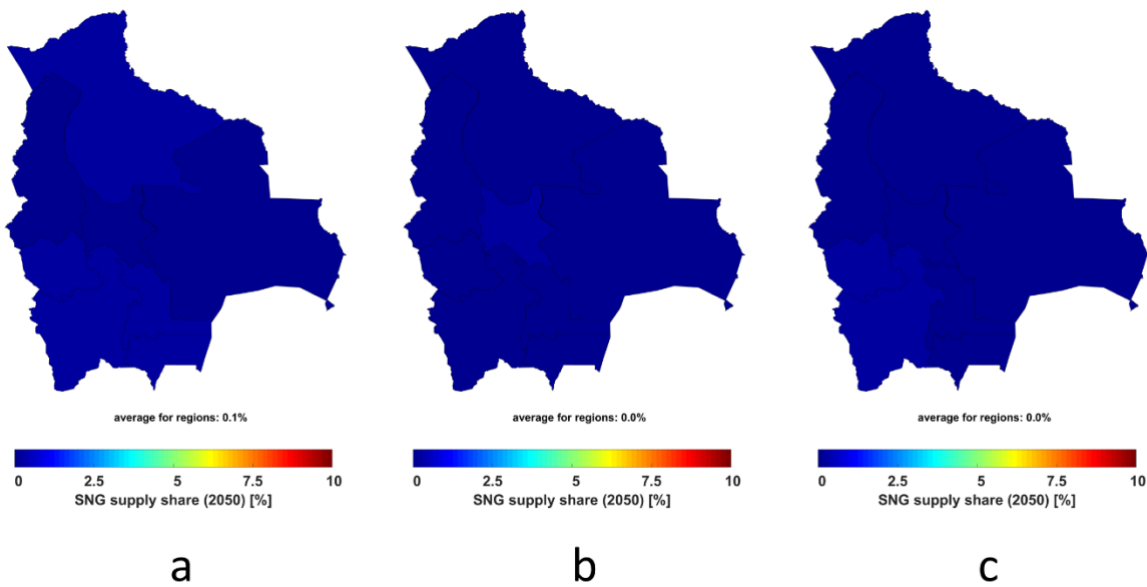 average for regions: 0.1%
average for regions: 0.0%
average for regions: 0.0%
0 2.5 5 7.5 10
0 2.5 5 7.5 10
0 2.5 5 7.5 10
SNG supply share (2050) [%]
SNG supply share (2050) [%]
SNG supply share (2050) [%]
a
b
c